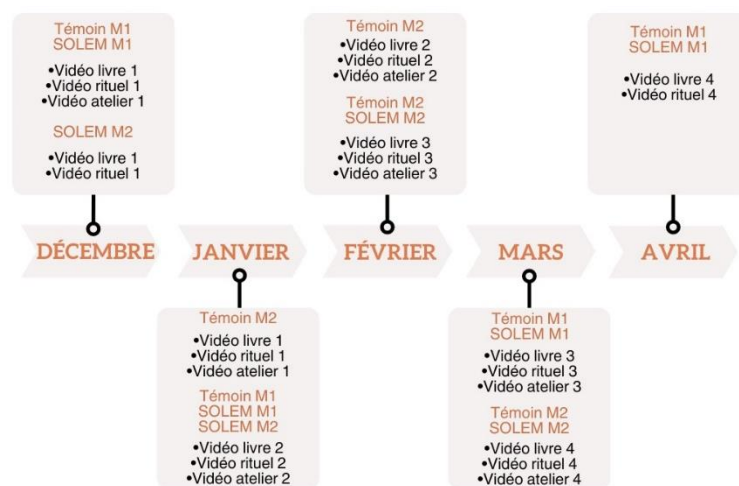 Témoin M1
SOLEM M1
•Vidéo livre 1
•Vidéo rituel 1
•Vidéo atelier 1
SOLEM M2
•Vidéo livre 1
•Vidéo rituel 1
Témoin M2
•Vidéo livre 2
•Vidéo rituel 2
•Vidéo atelier 2
Témoin M2
SOLEM M2
•Vidéo livre 3
•Vidéo rituel 3
•Vidéo atelier 3
Témoin M1
SOLEM M1
•Vidéo livre 4
•Vidéo rituel 4
DÉCEMBRE
JANVIER
FÉVRIER
MARS
AVRIL
Témoin M2
•Vidéo livre 1
•Vidéo rituel 1
•Vidéo atelier 1
Témoin M1
SOLEM M1
SOLEM M2
•Vidéo livre 2
•Vidéo rituel 2
•Vidéo atelier 2
Témoin M1
SOLEM M1
•Vidéo livre 3
•Vidéo rituel 3
•Vidéo atelier 3
Témoin M2
SOLEM M2
•Vidéo livre 4
•Vidéo rituel 4
•Vidéo atelier 4